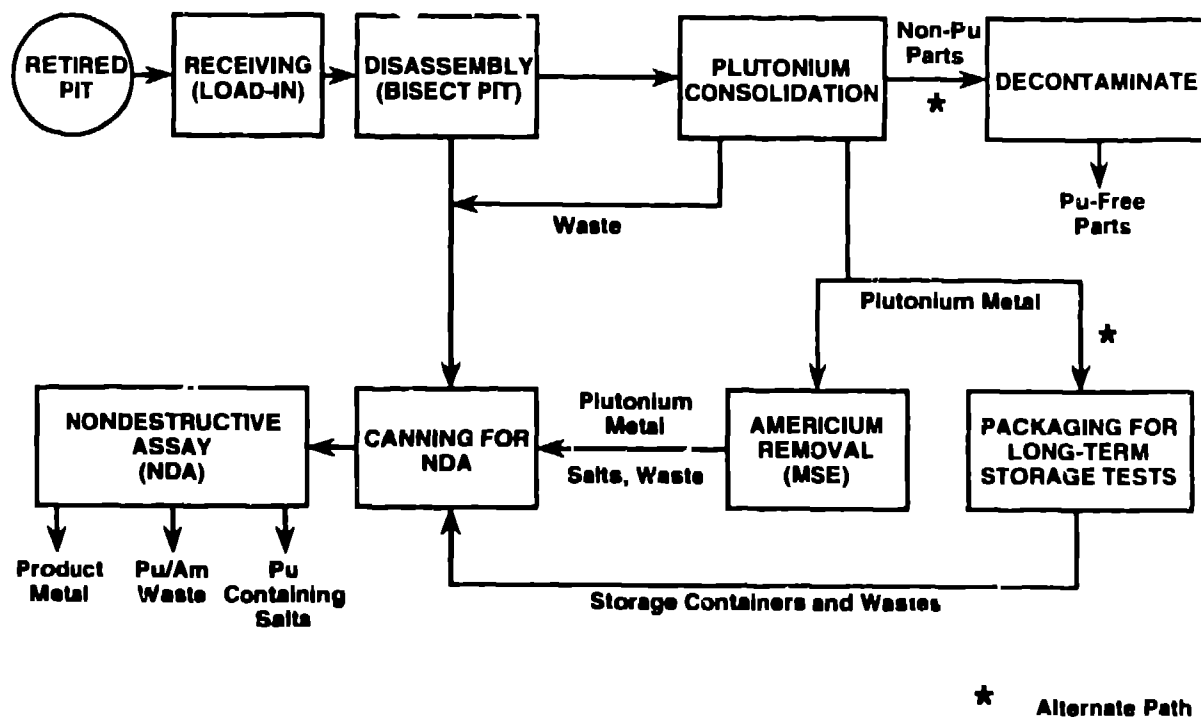 RETIRED
PIT
RECEIVING
(LOAD-IN)
DISASSEMBLY
(BISECT PIT)
PLUTONIUM
CONSOLIDATION
Non-Pu
Parts
*
DECONTAMINATE
Pu-Free
Parts
Waste
Plutonium Metal
*
NONDESTRUCTIVE
ASSAY
(NDA)
CANNING FOR
NDA
Plutonium
Metal
Salts, Waste
AMERICIUM
REMOVAL
(MSE)
PACKAGING FOR
LONG-TERM
STORAGE TESTS
Product
Metal
Pu/Am
Waste
Pu
Containing
Salts
Storage Containers and Wastes
* Alternate Path